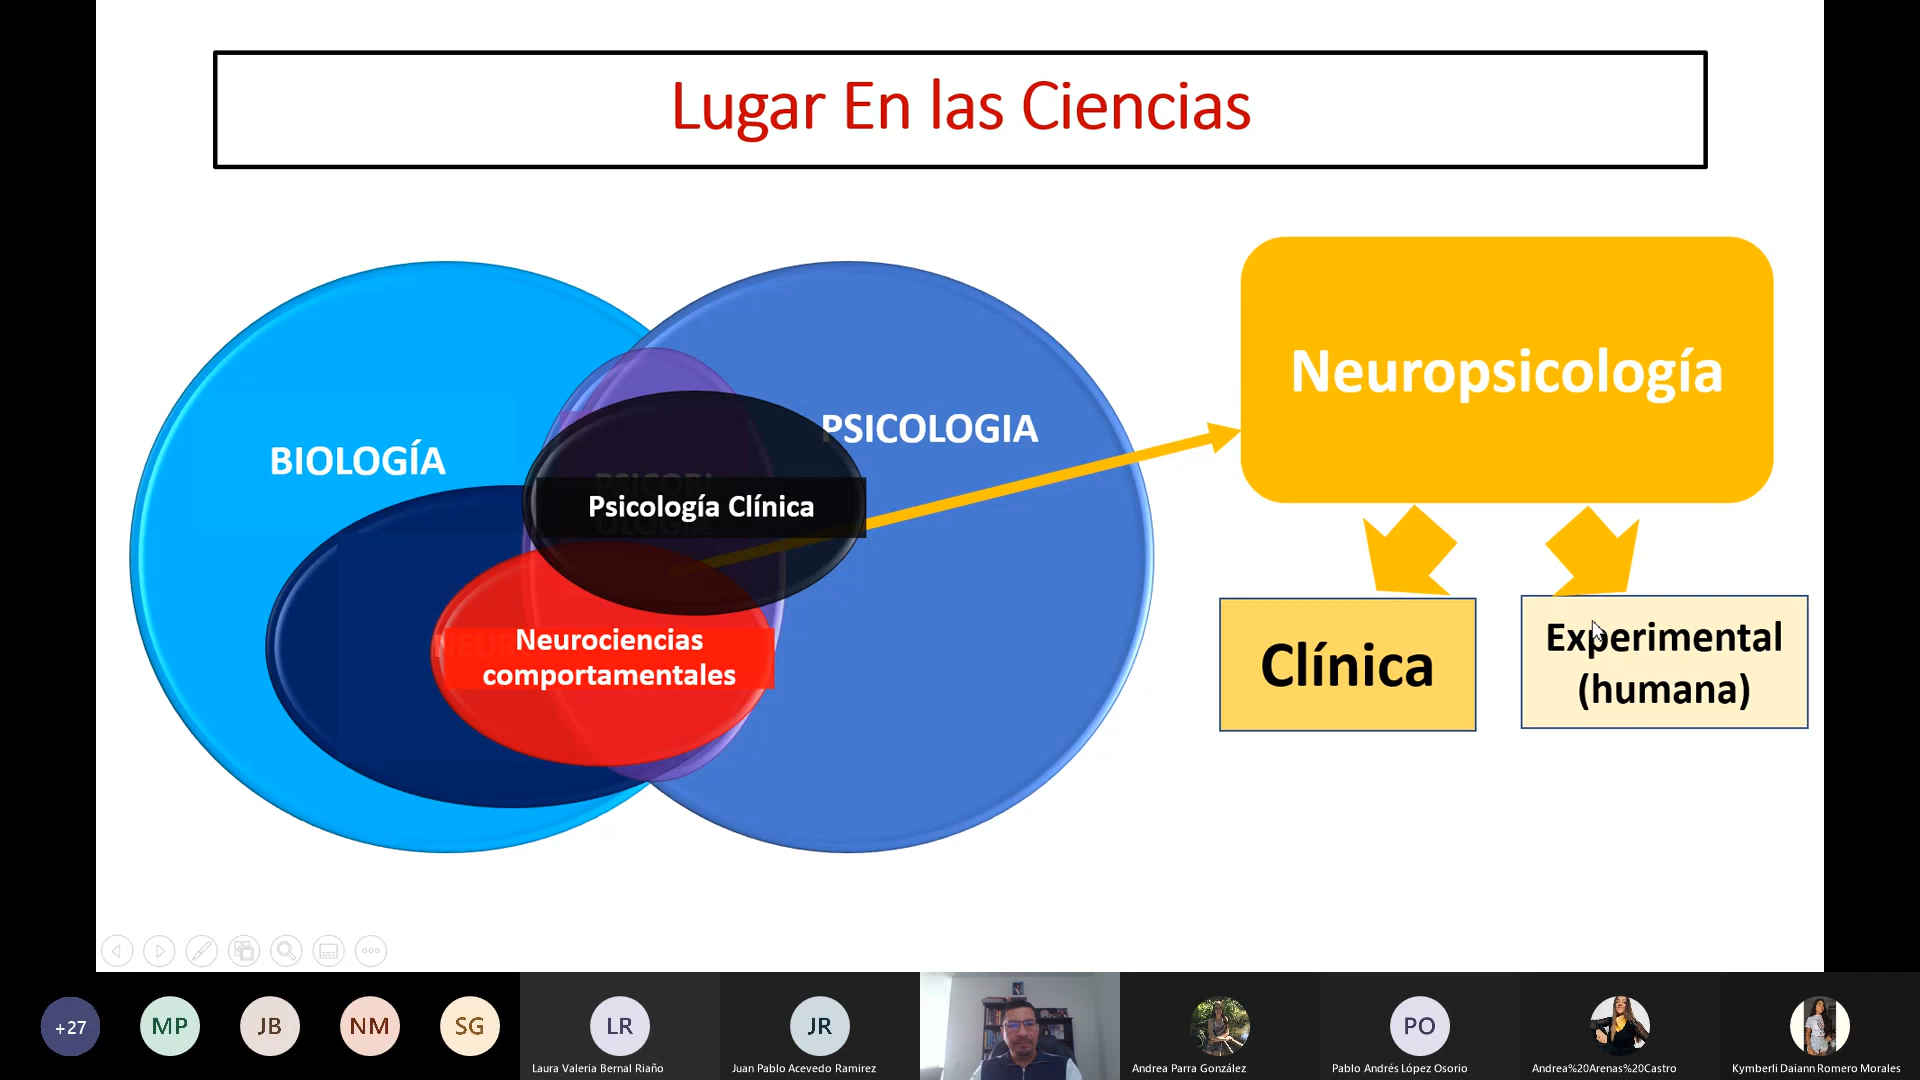 Lugar En las Ciencias
BIOLOGÍA
PSICOLOGIA
Psicología Clínica
Neurociencias
comportamentales
Neuropsicología
Clínica
Experimental
(humana)
+27
MP
JB
NM
SG
LR
JR
PO
Laura Valeria Bernal Riaño
Juan Pablo Acevedo Ramirez
Andrea Parra González
Pablo Andrés López Osorio
Andrea%20Arenas%20Castro
Kymberli Daiann Romero Morales